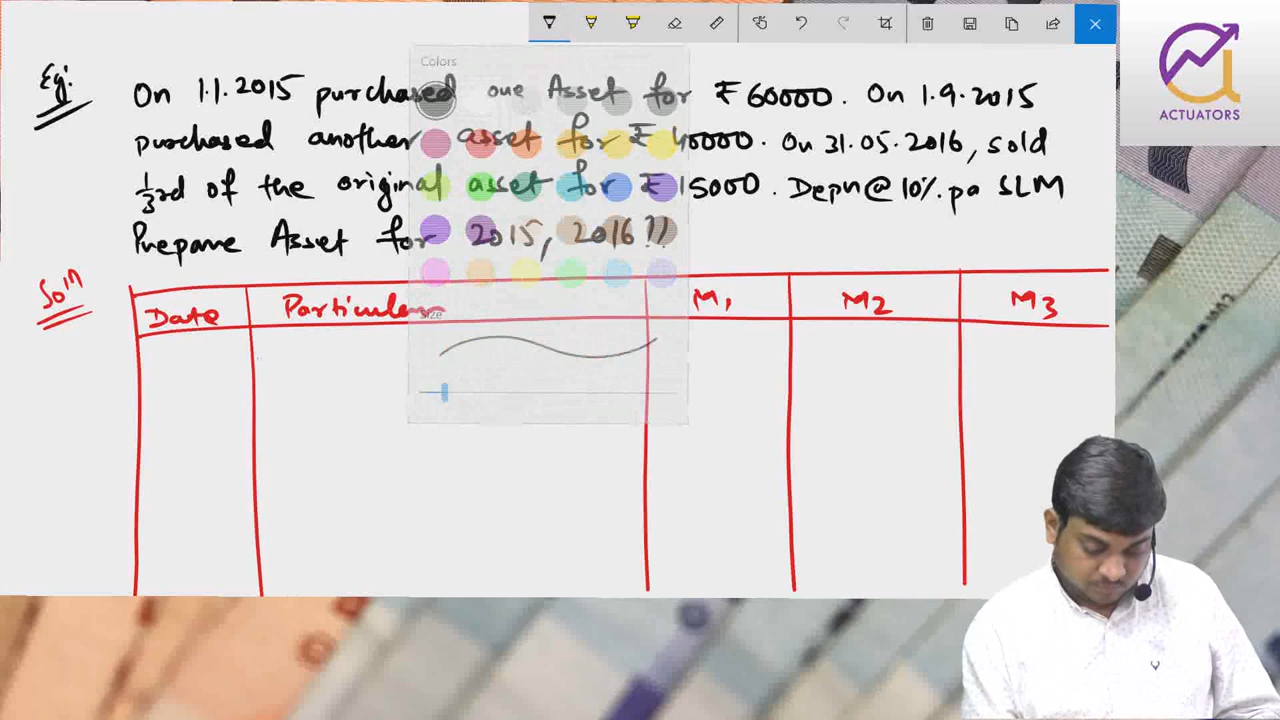 ACTUATORS
Colors
Eg:
On 1.1.2015 purchased one Asset for ₹60000. On 1.9.2015
purchased another asset for ₹40000. On 31.05.2016, sold
1/3rd of the original asset for ₹15000. Depn@10%.pa SLM
Prepare Asset for 2015, 2016!!
Soln
Date Particulars M1 M2 M3
Size